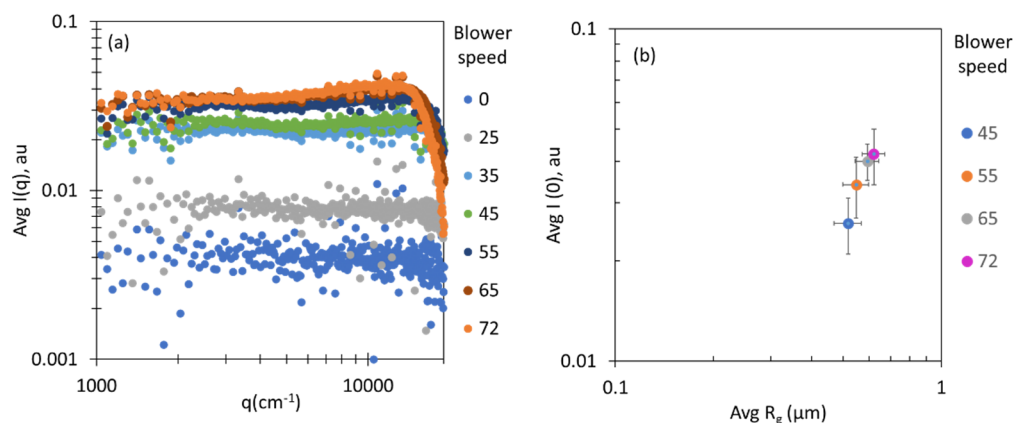 (a)
0.1
0.01
0.001
1000
10000
Avg I(q), au
q(cm-1)
Blower
speed
0
25
35
45
55
65
72
(b)
0.1
0.01
0.1
1
Avg I (0), au
Avg Rg (μm)
Blower
speed
45
55
65
72